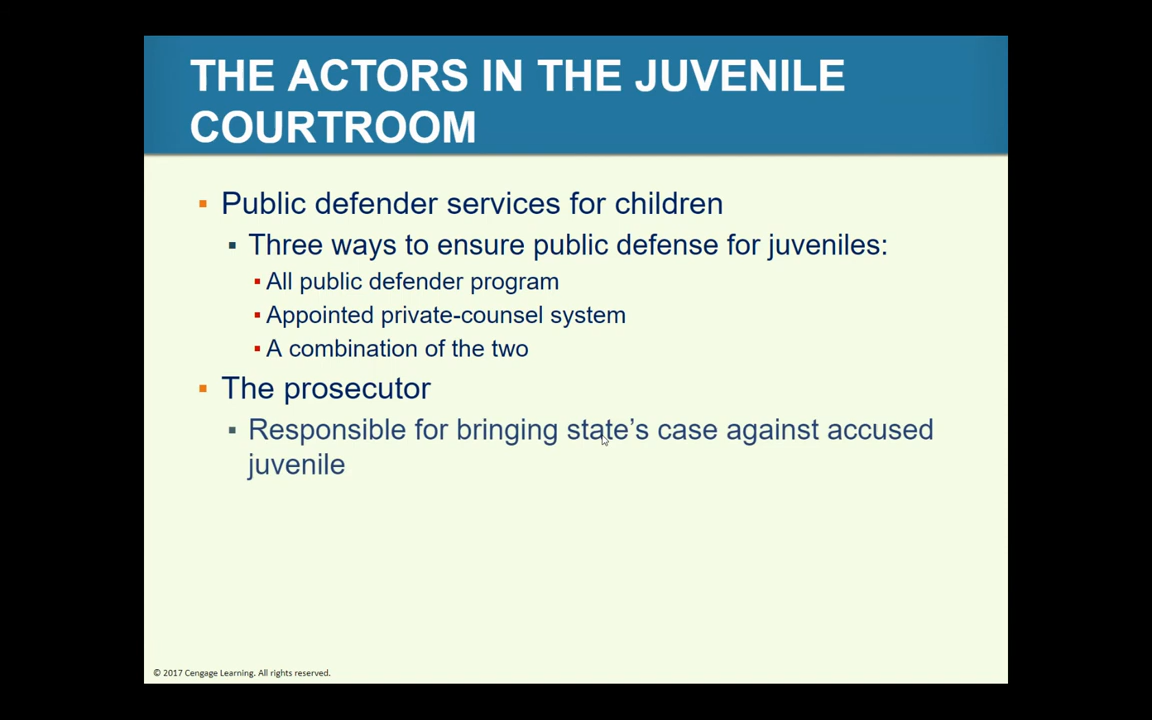 THE ACTORS IN THE JUVENILE
COURTROOM
▪ Public defender services for children
▪ Three ways to ensure public defense for juveniles:
▪ All public defender program
▪ Appointed private-counsel system
▪ A combination of the two
▪ The prosecutor
▪ Responsible for bringing state’s case against accused
juvenile
© 2017 Cengage Learning. All rights reserved.